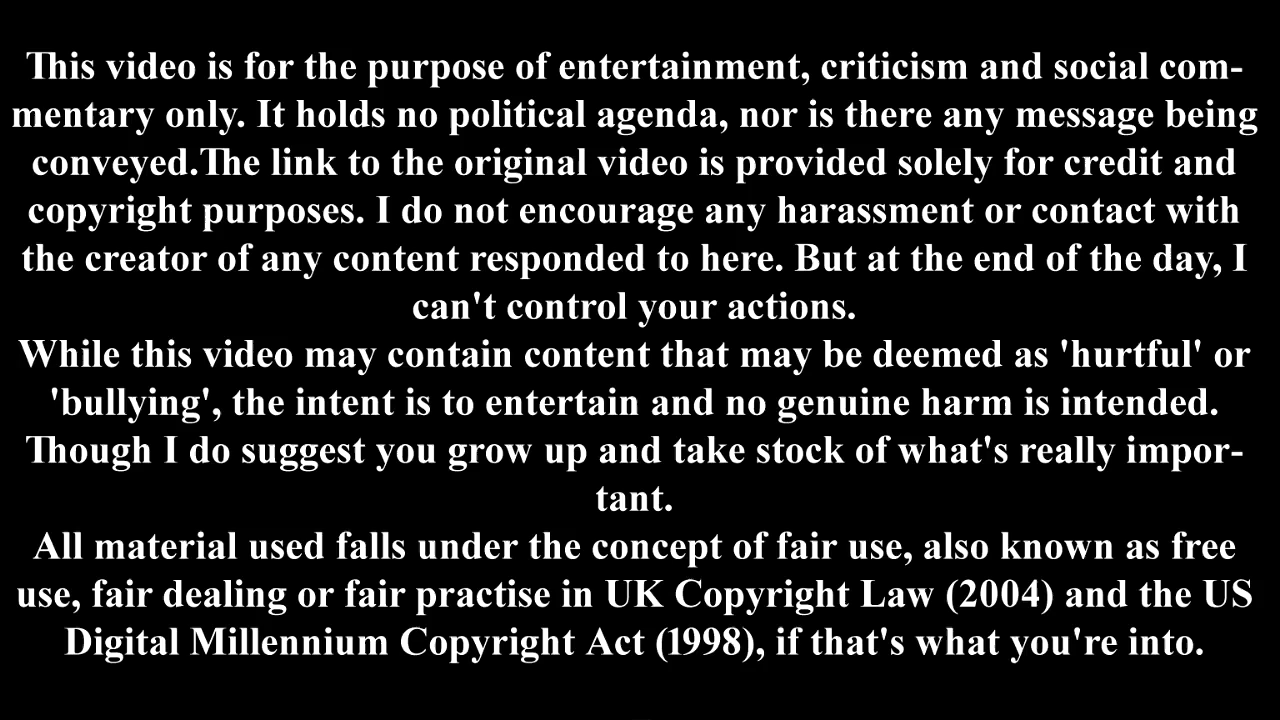 This video is for the purpose of entertainment, criticism and social com-
mentary only. It holds no political agenda, nor is there any message being
conveyed.The link to the original video is provided solely for credit and
copyright purposes. I do not encourage any harassment or contact with
the creator of any content responded to here. But at the end of the day, I
can't control your actions.
While this video may contain content that may be deemed as 'hurtful' or
'bullying', the intent is to entertain and no genuine harm is intended.
Though I do suggest you grow up and take stock of what's really impor-
tant.
All material used falls under the concept of fair use, also known as free
use, fair dealing or fair practise in UK Copyright Law (2004) and the US
Digital Millennium Copyright Act (1998), if that's what you're into.